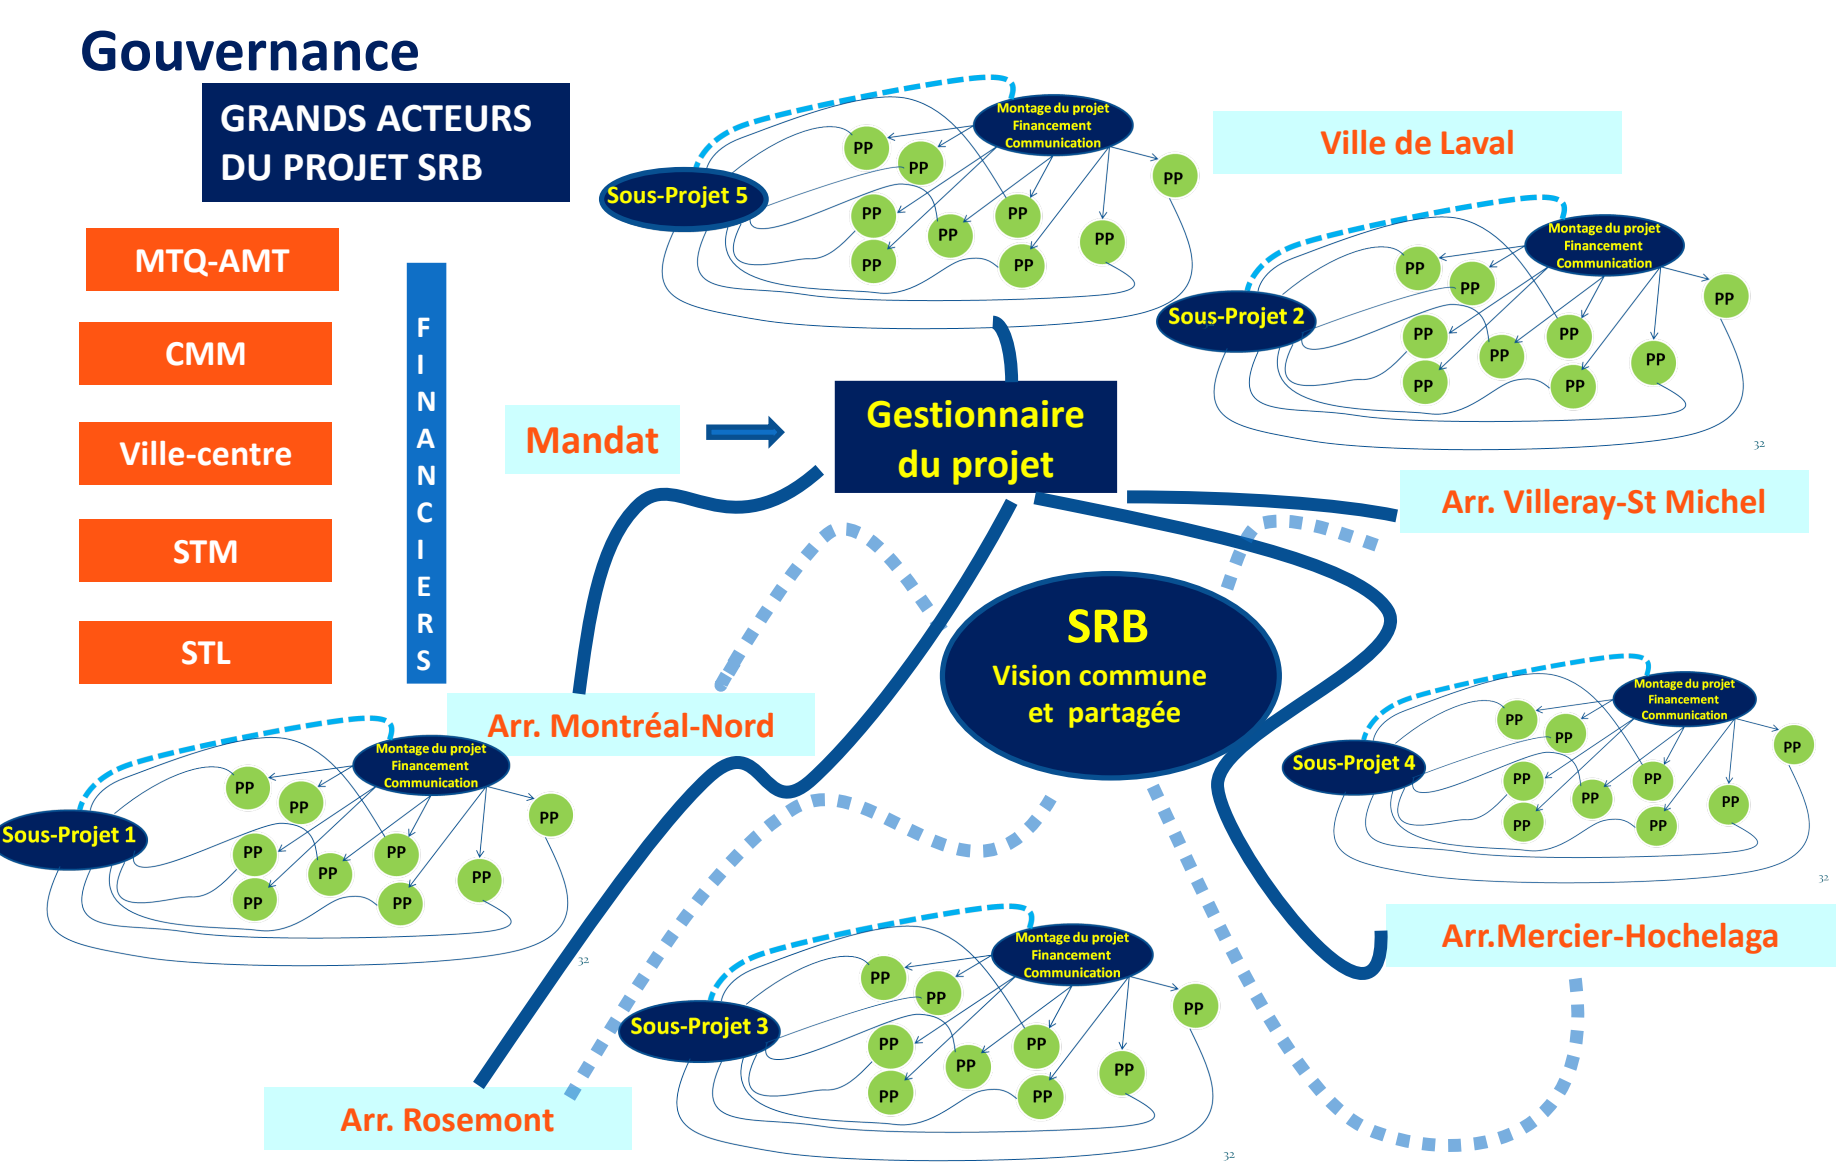 Gouvernance
GRANDS ACTEURS
DU PROJET SRB
MTQ-AMT
CMM
Ville-centre
STM
STL
F
I
N
A
N
C
I
E
R
S
Montage du projet
Financement
Communication
Sous-Projet 5
PP
PP
PP
PP
PP
PP
PP
PP
PP
Ville de Laval
Montage du projet
Financement
Communication
Sous-Projet 2
PP
PP
PP
PP
PP
PP
PP
PP
PP
32
Mandat
Gestionnaire
du projet
Arr. Villeray-St Michel
SRB
Vision commune
et partagée
Arr. Montréal-Nord
Montage du projet
Financement
Communication
Sous-Projet 4
PP
PP
PP
PP
PP
PP
PP
PP
PP
32
Montage du projet
Financement
Communication
Sous-Projet 1
PP
PP
PP
PP
PP
PP
PP
PP
PP
32
Arr.Mercier-Hochelaga
Montage du projet
Financement
Communication
Sous-Projet 3
PP
PP
PP
PP
PP
PP
PP
PP
PP
32
Arr. Rosemont